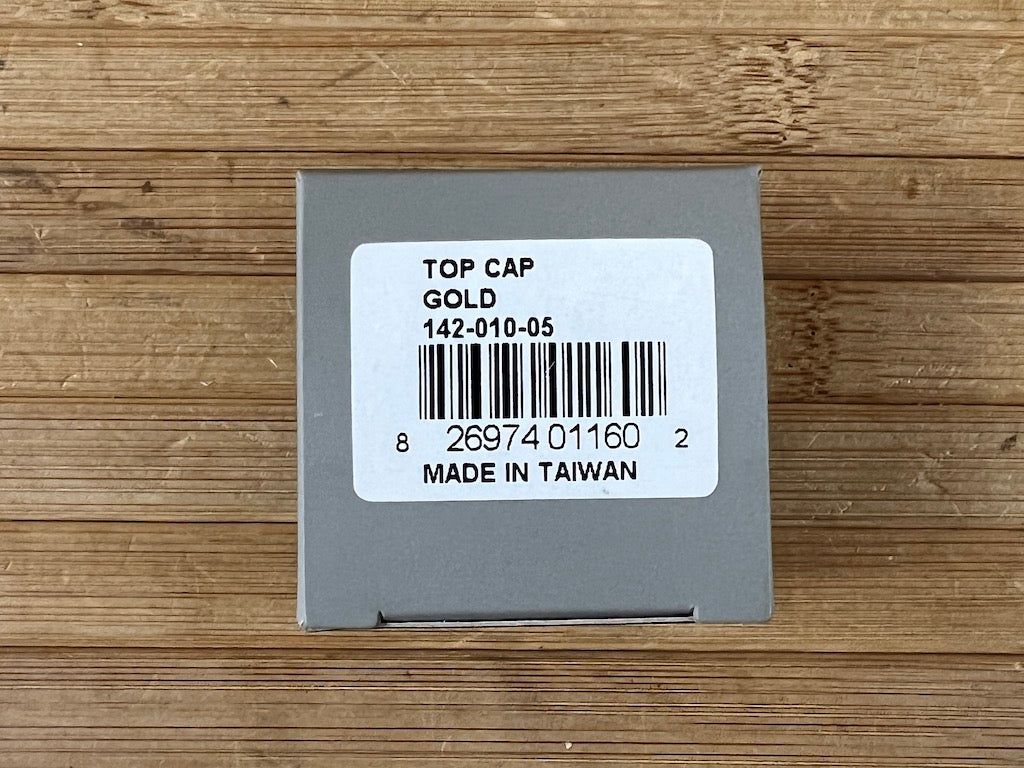 TOP CAP
GOLD
142-010-05
8 26974 01160 2
MADE IN TAIWAN